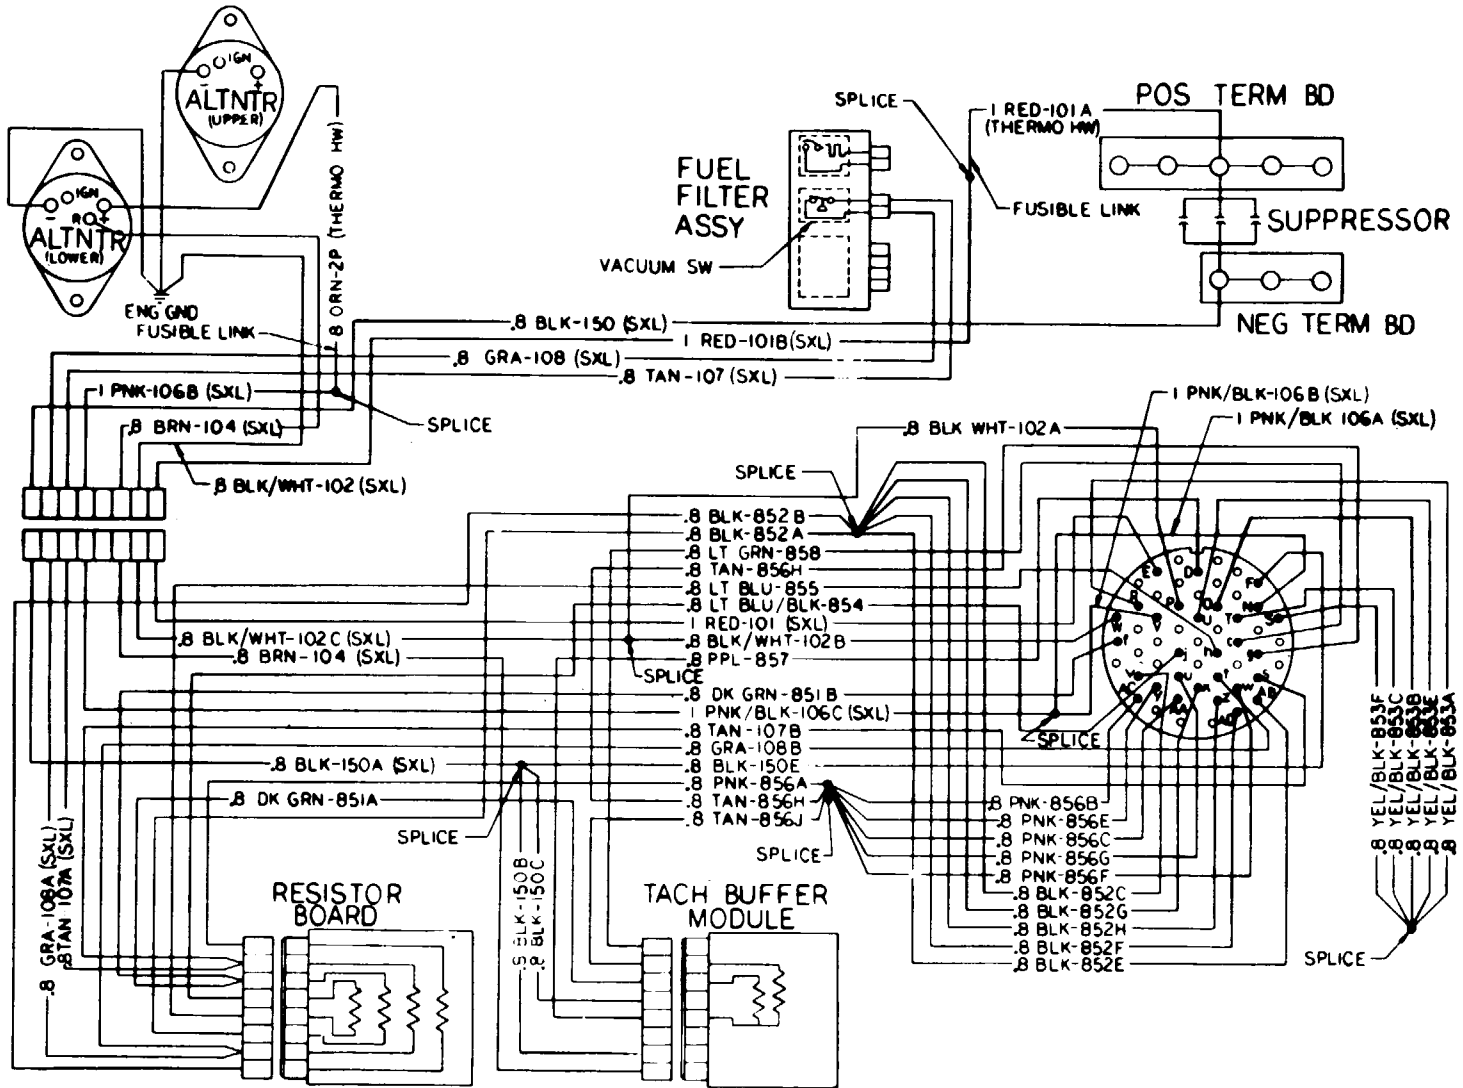 IGN
- +
ALTNTR
(UPPER)
IGN
- R +
ALTNTR
(LOWER)
ENG GND
FUSIBLE LINK
.8 ORN-2P (THERMO HW)
FUEL
FILTER
ASSY
VACUUM SW
SPLICE
1 RED-101A
(THERMO HW)
FUSIBLE LINK
POS TERM BD
SUPPRESSOR
NEG TERM BD
.8 BLK-150 (SXL)
1 RED-101B(SXL)
.8 GRA-108 (SXL)
.8 TAN-107 (SXL)
1 PNK-106B (SXL)
SPLICE
.8 BRN-104 (SXL)
.8 BLK/WHT-102 (SXL)
1 PNK/BLK-106B (SXL)
1 PNK/BLK 106A (SXL)
.8 BLK WHT-102A
SPLICE
.8 BLK-852B
.8 BLK-852A
.8 LT GRN-858
.8 TAN-856H
.8 LT BLU-855
.8 LT BLU/BLK-854
1 RED-101 (SXL)
.8 BLK/WHT-102C (SXL)
.8 BLK/WHT-102B
.8 BRN-104 (SXL)
.8 PPL-857
SPLICE
.8 DK GRN-851B
1 PNK/BLK-106C (SXL)
SPLICE
.8 TAN-107B
.8 GRA-108B
.8 BLK-150A (SXL)
.8 BLK-150E
.8 PNK-856A
.8 DK GRN-851A
.8 TAN-856H
.8 TAN-856J
SPLICE
SPLICE
E D F
R P O N
W V U T S
f c
j h g
v u t s
AC y x z w AB
AA AD
.8 PNK-856B
.8 PNK-856E
.8 PNK-856C
.8 PNK-856G
.8 PNK-856F
.8 BLK-852C
.8 BLK-852G
.8 BLK-852H
.8 BLK-852F
.8 BLK-852E
.8 YEL/BLK-853F
.8 YEL/BLK-853C
.8 YEL/BLK-853B
.8 YEL/BLK-853E
.8 YEL/BLK-853A
SPLICE
.8 GRA-108A (SXL)
.8 TAN 107A (SXL)
RESISTOR
BOARD
.8 BLK-150B
.8 BLK-150C
TACH BUFFER
MODULE